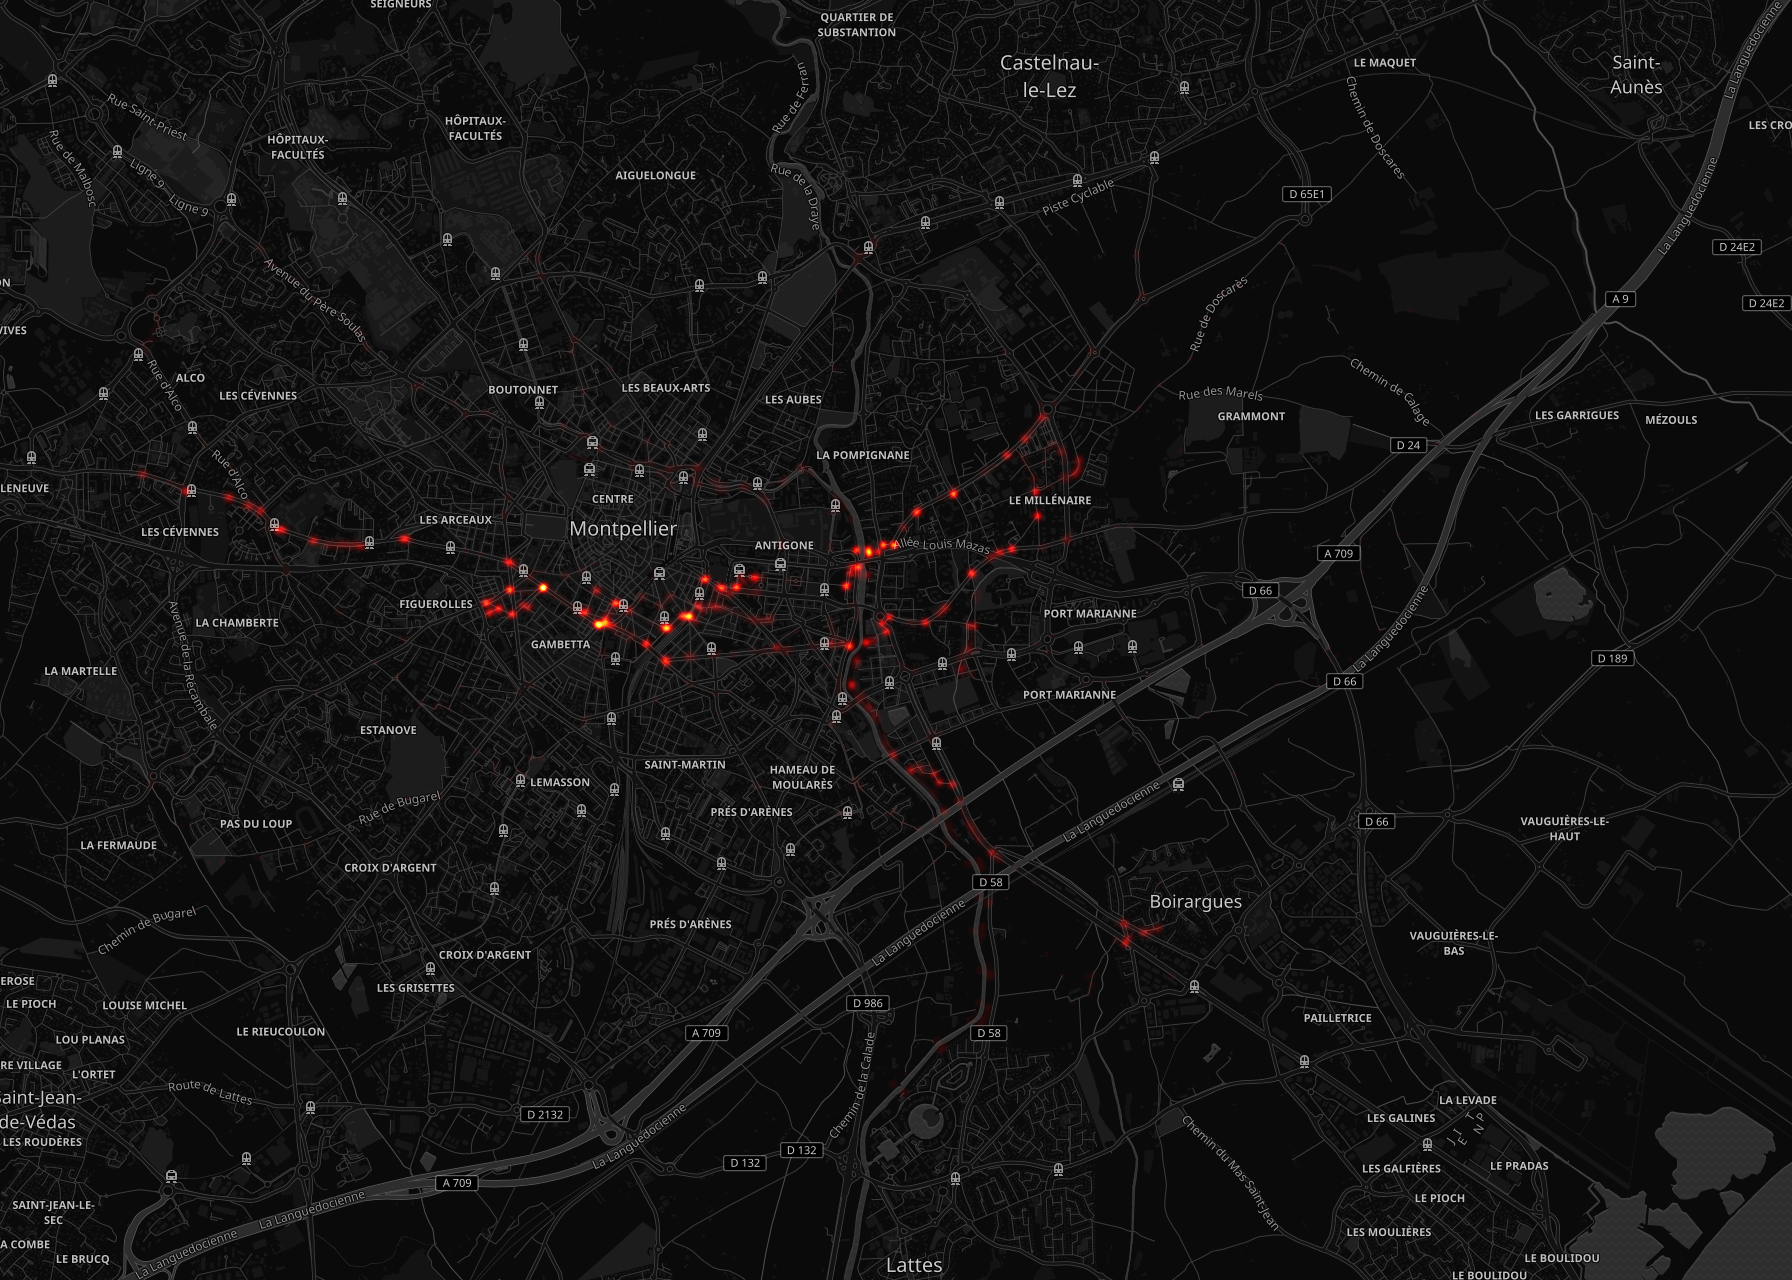 SEIGNEURS
QUARTIER DE
SUBSTANTION
Castelnau-
le-Lez
LE MAQUET
Saint-
Aunès
La Languedocienne
Rue de Ferran
Chemin de Doscares
Rue Saint-Priest
HÔPITAUX-
FACULTÉS
HÔPITAUX-
FACULTÉS
LES CRO
Rue de Malbosc
Ligne 9
Ligne 9
AIGUELONGUE
Rue de la Draye
Piste Cyclable
D 65E1
La Languedocienne
D 24E2
ON
Avenue du Père Soulas
Rue de Doscarès
A 9
D 24E2
VIVES
ALCO
Rue d'Alco
LES CÉVENNES
BOUTONNET
LES BEAUX-ARTS
LES AUBES
Rue des Marels
Chemin de Calage
GRAMMONT
LES GARRIGUES
MÉZOULS
D 24
LA POMPIGNANE
Rue d'Alco
LENEUVE
CENTRE
LE MILLÉNAIRE
LES CÉVENNES
LES ARCEAUX
Montpellier
ANTIGONE
Allée Louis Mazas
A 709
D 66
FIGUEROLLES
LA CHAMBERTE
PORT MARIANNE
La Languedocienne
GAMBETTA
D 189
LA MARTELLE
Avenue de la Récambale
D 66
PORT MARIANNE
ESTANOVE
SAINT-MARTIN
HAMEAU DE
MOULARÈS
LEMASSON
Rue de Bugarel
PRÉS D'ARÈNES
La Languedocienne
PAS DU LOUP
D 66
VAUGUIÈRES-LE-
HAUT
LA FERMAUDE
CROIX D'ARGENT
D 58
Boirargues
Chemin de Bugarel
PRÉS D'ARÈNES
La Languedocienne
VAUGUIÈRES-LE-
BAS
CROIX D'ARGENT
EROSE
LES GRISETTES
LE PIOCH
LOUISE MICHEL
D 986
PAILLETRICE
LE RIEUCOULON
A 709
D 58
LOU PLANAS
RE VILLAGE
L'ORTET
Chemin de la Calade
Route de Lattes
Saint-Jean-
de-Védas
D 2132
LA LEVADE
LES GALINES
LES ROUDÈRES
La Languedocienne
D 132
D 132
Chemin du Mas Saint-Jean
LES GALFIÈRES
LE PRADAS
A 709
LE PIOCH
SAINT-JEAN-LE-
SEC
La Languedocienne
LES MOULIÈRES
A COMBE
LE BRUCQ
La Languedocienne
Lattes
LE BOULIDOU
LE BOULIDOU